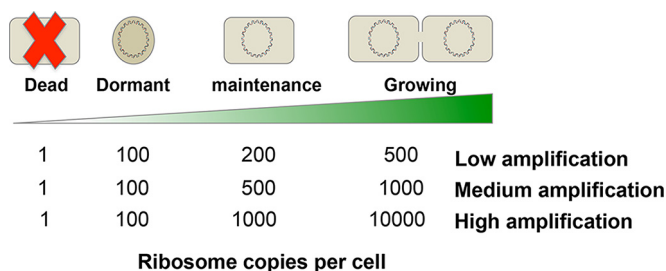 Dead Dormant maintenance Growing
1 100 200 500 Low amplification
1 100 500 1000 Medium amplification
1 100 1000 10000 High amplification
Ribosome copies per cell